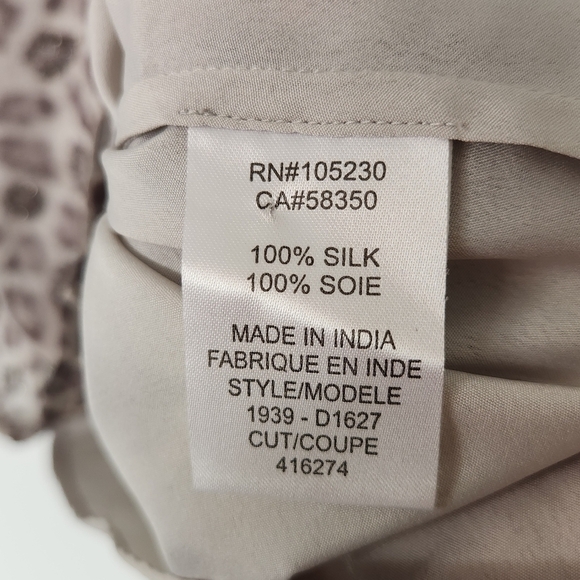 RN#105230
CA#58350
100% SILK
100% SOIE
MADE IN INDIA
FABRIQUE EN INDE
STYLE/MODELE
1939 - D1627
CUT/COUPE
416274